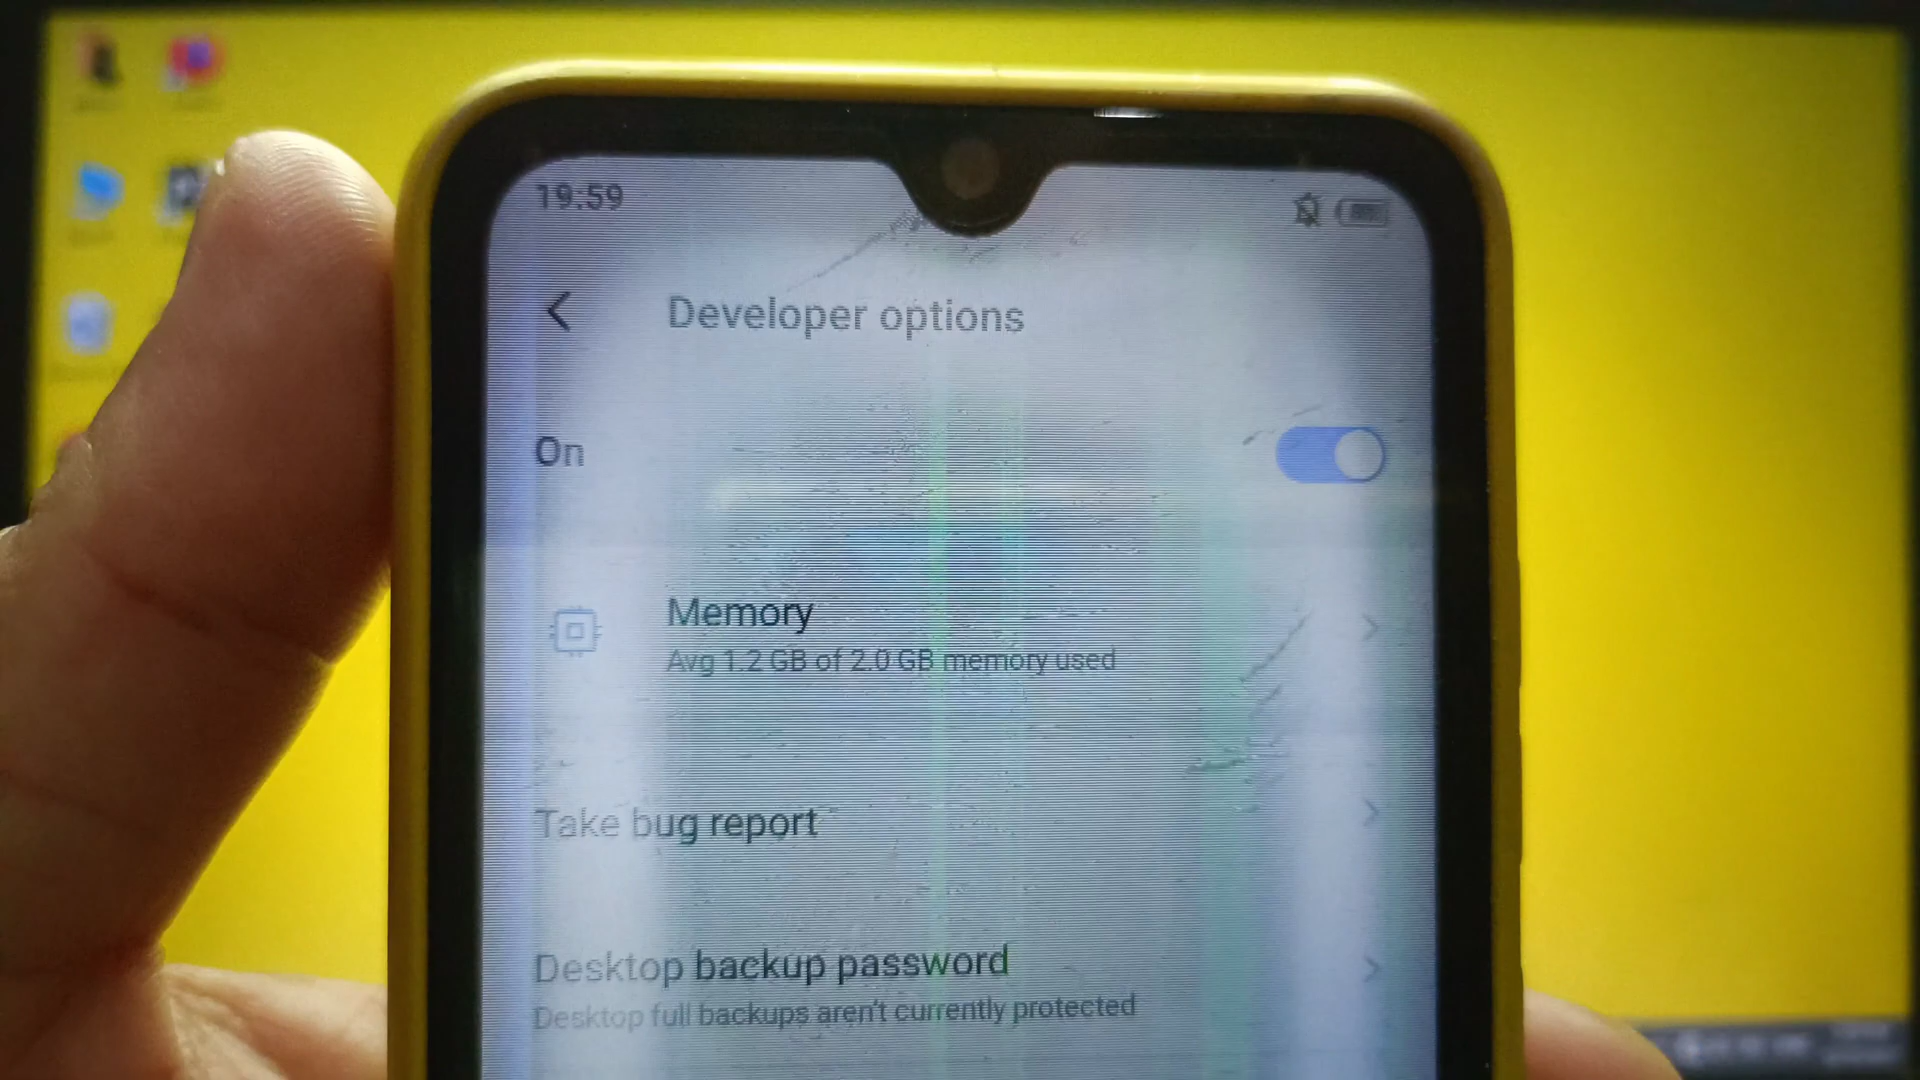 19:59
Developer options
On
Memory
Avg 1.2 GB of 2.0 GB memory used
Take bug report
Desktop backup password
Desktop full backups aren't currently protected